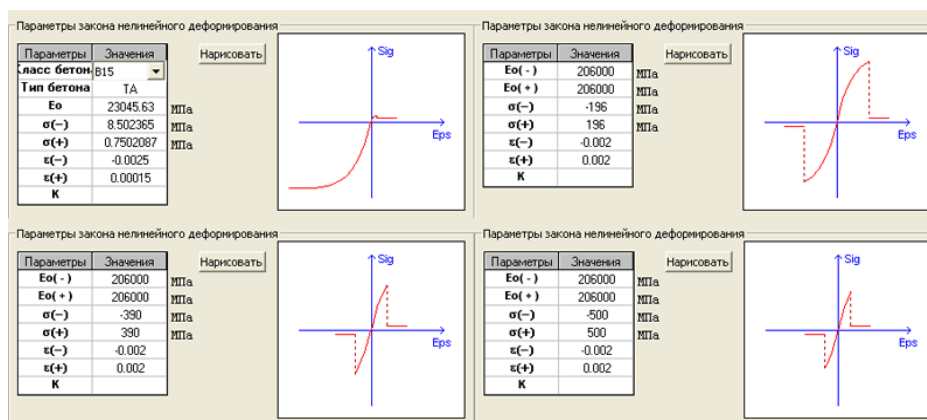 Параметры закона нелинейного деформирования
Параметры Значения Нарисовать
Класс бетон. B15
Тип бетона TA
Eo 23045.63 МПа
σ(−) 8.502365 МПа
σ(+) 0.7502087 МПа
ε(−) -0.0025
ε(+) 0.00015
K
Sig
Eps
Параметры закона нелинейного деформирования
Параметры Значения Нарисовать
Eo( - ) 206000 МПа
Eo( + ) 206000 МПа
σ(−) -196 МПа
σ(+) 196 МПа
ε(−) -0.002
ε(+) 0.002
K
Sig
Eps
Параметры закона нелинейного деформирования
Параметры Значения Нарисовать
Eo( - ) 206000 МПа
Eo( + ) 206000 МПа
σ(−) -390 МПа
σ(+) 390 МПа
ε(−) -0.002
ε(+) 0.002
K
Sig
Eps
Параметры закона нелинейного деформирования
Параметры Значения Нарисовать
Eo( - ) 206000 МПа
Eo( + ) 206000 МПа
σ(−) -500 МПа
σ(+) 500 МПа
ε(−) -0.002
ε(+) 0.002
K
Sig
Eps